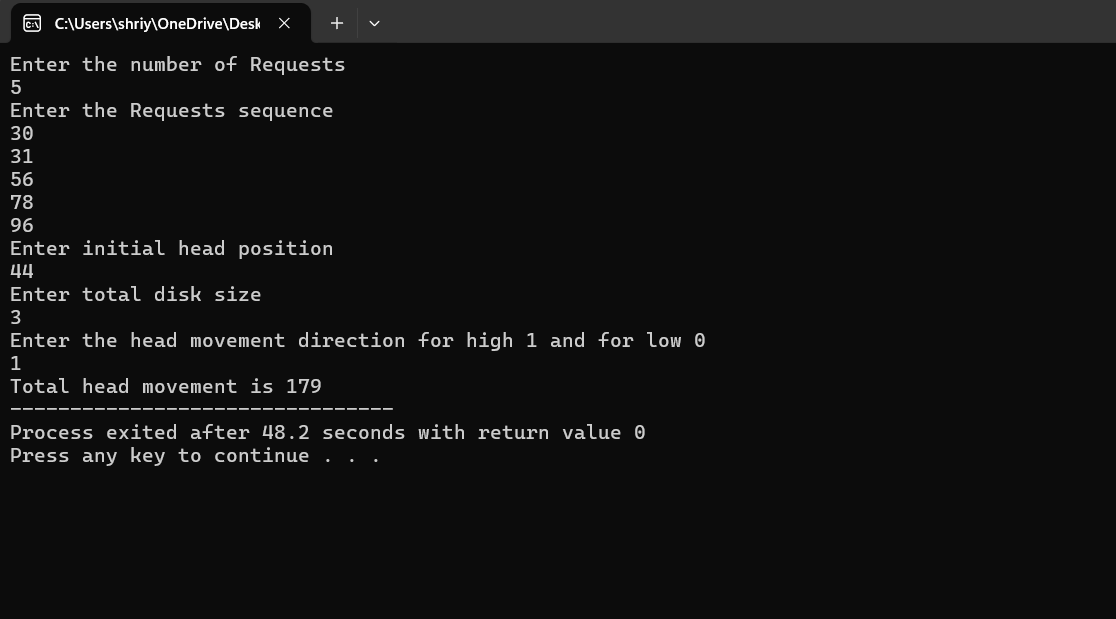 C:\Users\shriy\OneDrive\Desk
Enter the number of Requests
5
Enter the Requests sequence
30
31
56
78
96
Enter initial head position
44
Enter total disk size
3
Enter the head movement direction for high 1 and for low 0
1
Total head movement is 179
--------------------------------
Process exited after 48.2 seconds with return value 0
Press any key to continue . . .